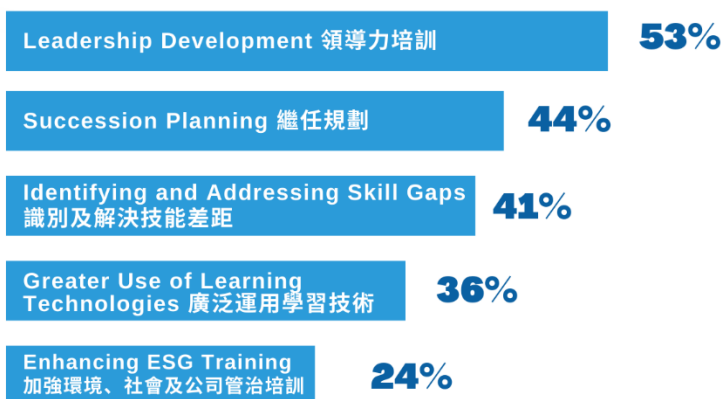 Leadership Development 領導力培訓 53%
Succession Planning 繼任規劃 44%
Identifying and Addressing Skill Gaps
識別及解決技能差距 41%
Greater Use of Learning
Technologies 廣泛運用學習技術 36%
Enhancing ESG Training
加強環境、社會及公司管治培訓 24%